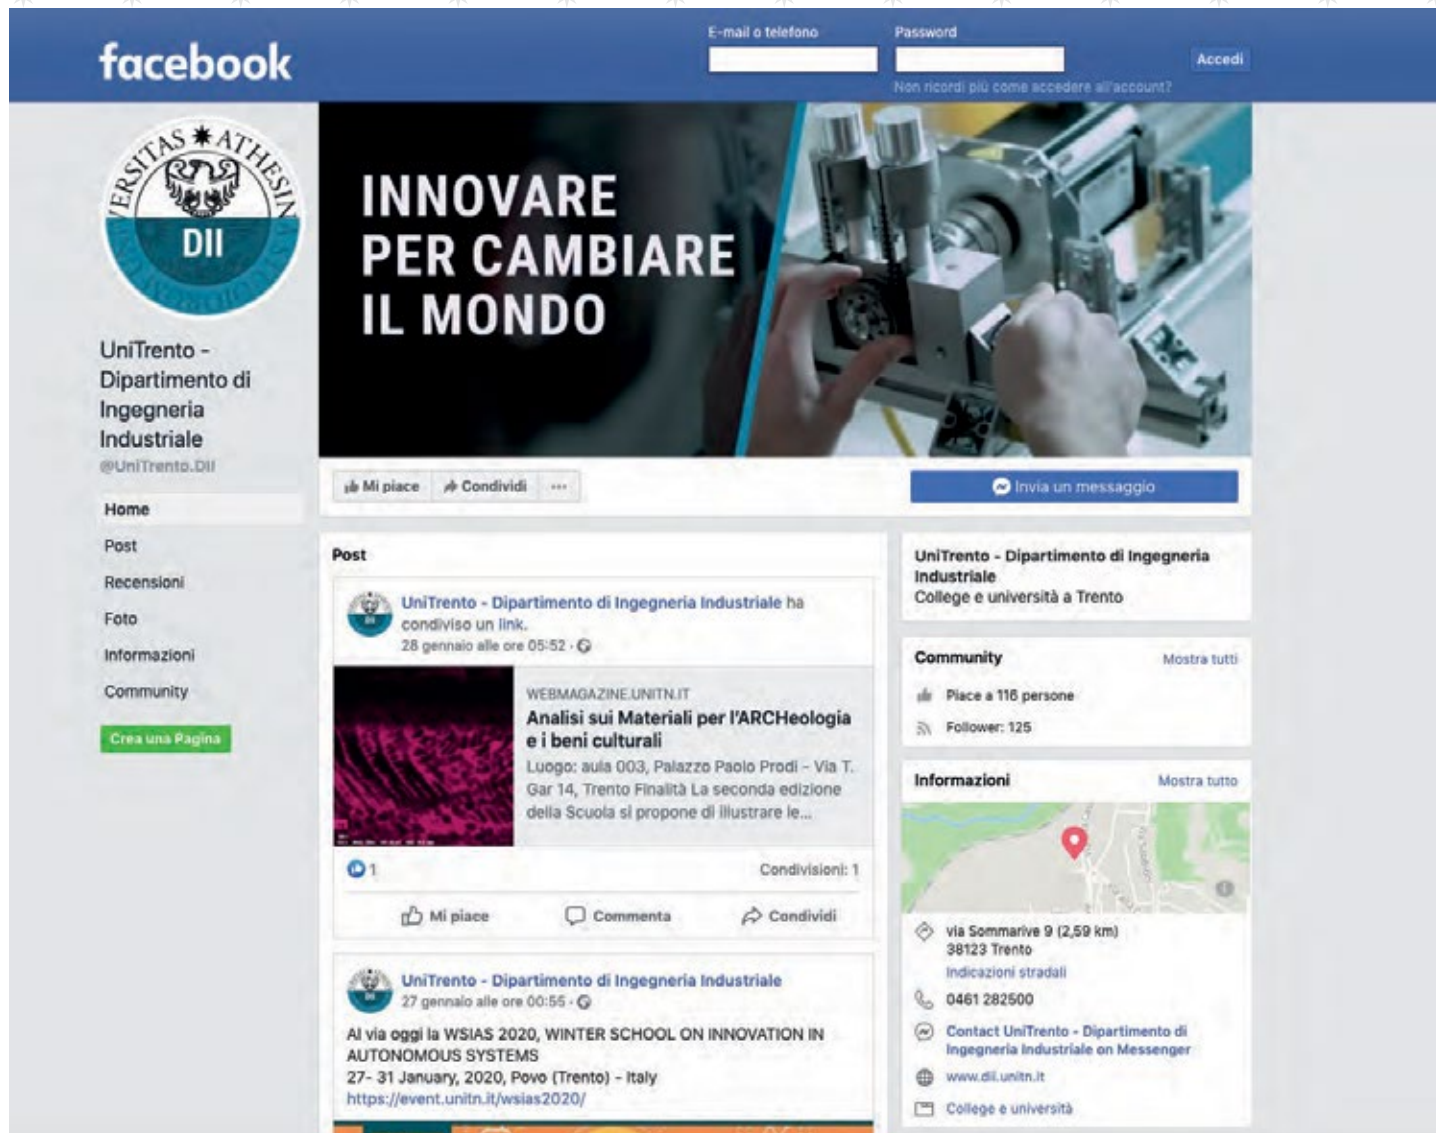 facebook
E-mail o telefono
Password
Accedi
Non ricordi più come accedere all'account?
DII
INNOVARE
PER CAMBIARE
IL MONDO
UniTrento -
Dipartimento di
Ingegneria
Industriale
@UniTrento.DII
Home
Post
Recensioni
Foto
Informazioni
Community
Crea una Pagina
Mi piace
Condividi
...
Invia un messaggio
Post
UniTrento - Dipartimento di Ingegneria Industriale ha
condiviso un link.
28 gennaio alle ore 05:52 ·
WEBMAGAZINE.UNITN.IT
Analisi sui Materiali per l'ARCHeologia
e i beni culturali
Luogo: aula 003, Palazzo Paolo Prodi - Via T.
Gar 14, Trento Finalità La seconda edizione
della Scuola si propone di illustrare le...
1
Condivisioni: 1
Mi piace
Commenta
Condividi
UniTrento - Dipartimento di Ingegneria Industriale
27 gennaio alle ore 00:55 ·
Al via oggi la WSIAS 2020, WINTER SCHOOL ON INNOVATION IN
AUTONOMOUS SYSTEMS
27- 31 January, 2020, Povo (Trento) - Italy
https://event.unitn.it/wsias2020/
UniTrento - Dipartimento di Ingegneria
Industriale
College e università a Trento
Community
Mostra tutti
Piace a 116 persone
Follower: 125
Informazioni
Mostra tutto
via Sommarive 9 (2,59 km)
38123 Trento
Indicazioni stradali
0461 282500
Contact UniTrento - Dipartimento di
Ingegneria Industriale on Messenger
www.dii.unitn.it
College e università